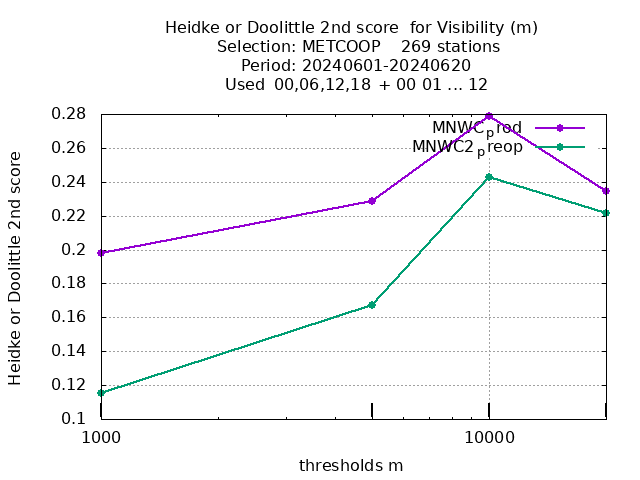 Heidke or Doolittle 2nd score  for Visibility (m)
Selection: METCOOP    269 stations
Period: 20240601-20240620
Used  00,06,12,18  + 00 01 ... 12
0.28
MNWC_prod
0.26
MNWC2_preop
0.24
0.22
0.2
0.18
0.16
0.14
0.12
0.1
Heidke or Doolittle 2nd score
1000
10000
thresholds m